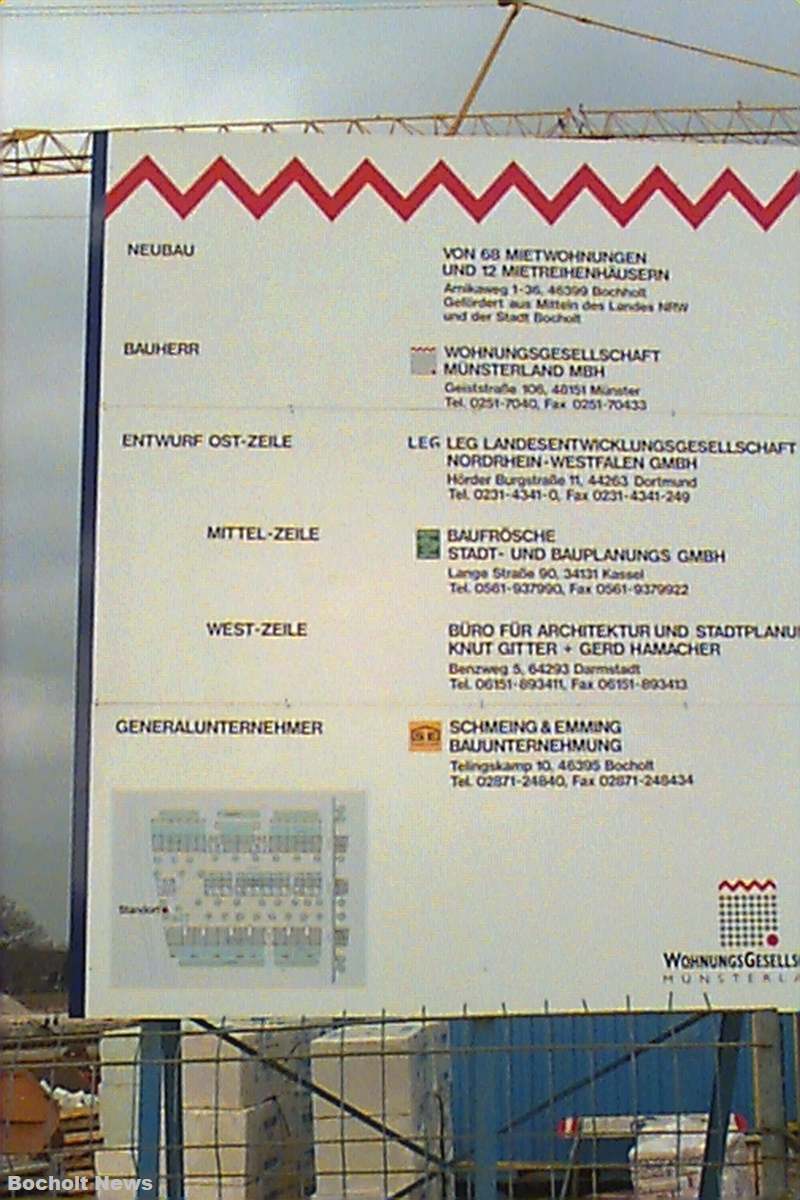 NEUBAU
VON 68 MIETWOHNUNGEN
UND 12 MIETREIHENHÄUSERN
Arnikaweg 1-36, 46399 Bochholt
Gefördert aus Mitteln des Landes NRW
und der Stadt Bocholt
BAUHERR
WOHNUNGSGESELLSCHAFT
MÜNSTERLAND MBH
Geiststraße 106, 48151 Münster
Tel. 0251-7040, Fax 0251-70433
ENTWURF OST-ZEILE
LEG LEG LANDESENTWICKLUNGSGESELLSCHAFT
NORDRHEIN-WESTFALEN GMBH
Hörder Burgstraße 11, 44263 Dortmund
Tel. 0231-4341-0, Fax 0231-4341-249
MITTEL-ZEILE
BAUFRÖSCHE
STADT- UND BAUPLANUNGS GMBH
Lange Straße 90, 34131 Kassel
Tel. 0561-937990, Fax 0561-9379922
WEST-ZEILE
BÜRO FÜR ARCHITEKTUR UND STADTPLANU
KNUT GITTER + GERD HAMACHER
Benzweg 5, 64293 Darmstadt
Tel. 06151-893411, Fax 06151-893413
GENERALUNTERNEHMER
SE
SCHMEING & EMMING
BAUUNTERNEHMUNG
Telingskamp 10, 46395 Bocholt
Tel. 02871-24840, Fax 02871-248434
Standort
WOHNUNGSGESELLS
MÜNSTERLA
Bocholt News